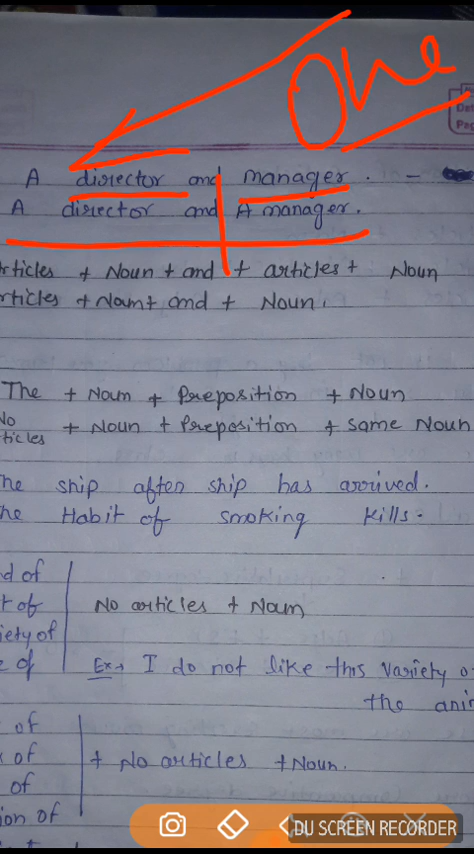 One
A director and manager. -
A director and A manager.
rticles + Noun + and + articles + Noun
rticles + Noun + and + Noun.
The + Noun + Preposition + Noun
No ticles + Noun + Preposition + same Noun
he ship after ship has arrived.
he Habit of smoking kills.
d of
t of
No articles + Noun
iety of
e of
Ex→ I do not like this variety o
the ani
of
of
+ No articles + Noun.
of
ion of
DU SCREEN RECORDER